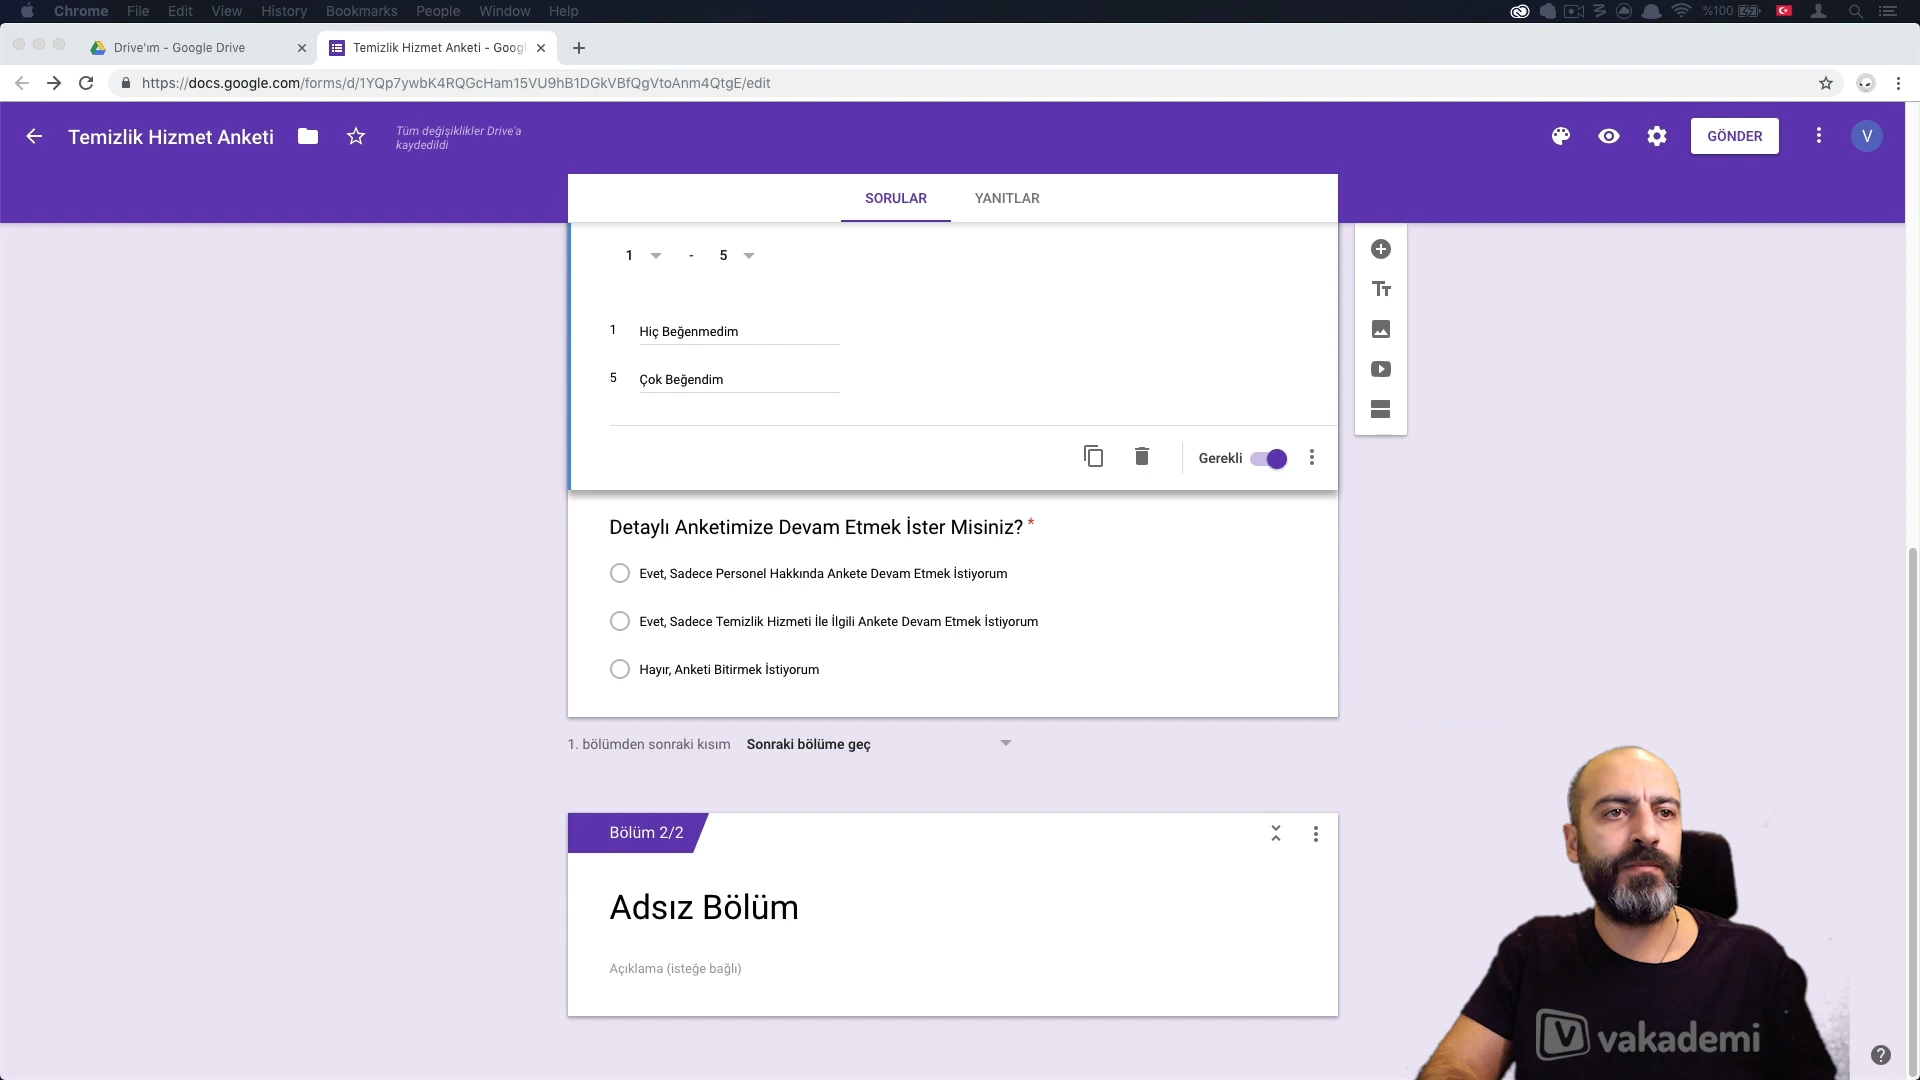 Chrome File Edit View History Bookmarks People Window Help %100
Drive'ım - Google Drive
Temizlik Hizmet Anketi - Goog
https://docs.google.com/forms/d/1YQp7ywbK4RQGcHam15VU9hB1DGkVBfQgVtoAnm4QtgE/edit
Temizlik Hizmet Anketi
Tüm değişiklikler Drive'a
kaydedildi
GÖNDER
V
SORULAR YANITLAR
1 - 5
1 Hiç Beğenmedim
5 Çok Beğendim
Gerekli
Detaylı Anketimize Devam Etmek İster Misiniz? *
Evet, Sadece Personel Hakkında Ankete Devam Etmek İstiyorum
Evet, Sadece Temizlik Hizmeti İle İlgili Ankete Devam Etmek İstiyorum
Hayır, Anketi Bitirmek İstiyorum
1. bölümden sonraki kısım Sonraki bölüme geç
Bölüm 2/2
Adsız Bölüm
Açıklama (isteğe bağlı)
vakademi